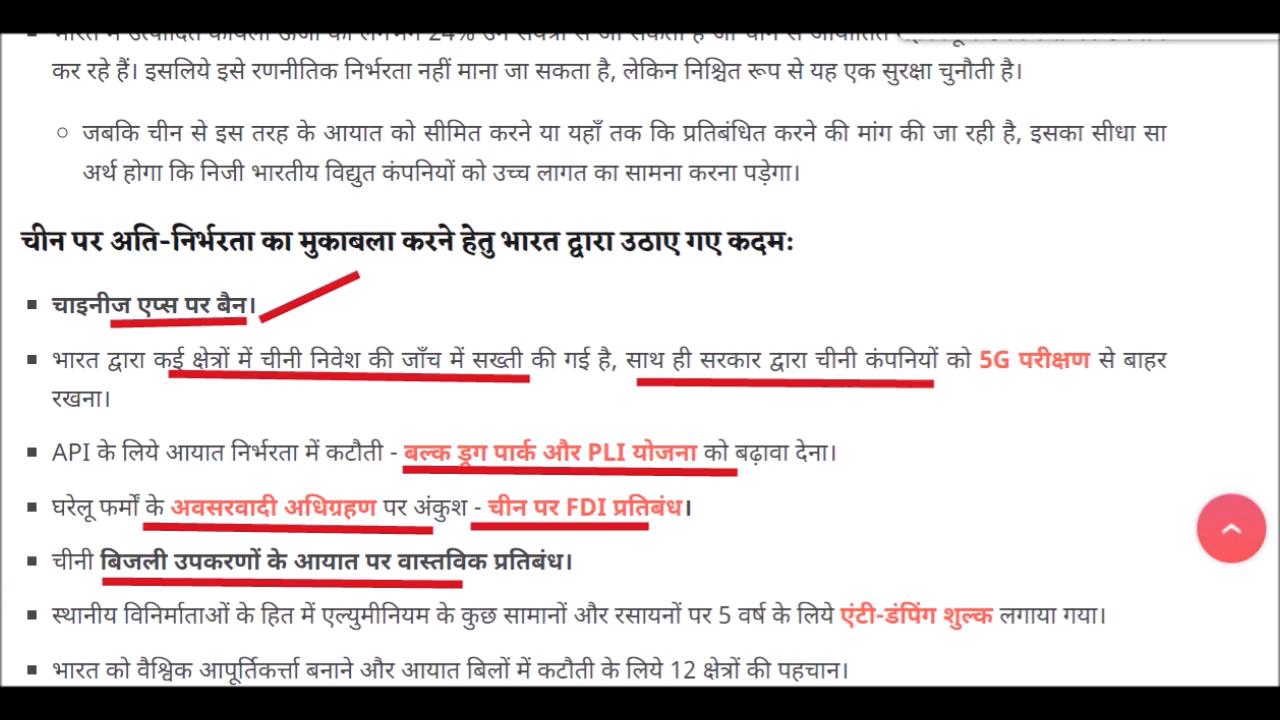 कर रहे हैं। इसलिये इसे रणनीतिक निर्भरता नहीं माना जा सकता है, लेकिन निश्चित रूप से यह एक सुरक्षा चुनौती है।
जबकि चीन से इस तरह के आयात को सीमित करने या यहाँ तक कि प्रतिबंधित करने की मांग की जा रही है, इसका सीधा सा
अर्थ होगा कि निजी भारतीय विद्युत कंपनियों को उच्च लागत का सामना करना पड़ेगा।
चीन पर अति-निर्भरता का मुकाबला करने हेतु भारत द्वारा उठाए गए कदमः
चाइनीज एप्स पर बैन।
भारत द्वारा कई क्षेत्रों में चीनी निवेश की जाँच में सख्ती की गई है, साथ ही सरकार द्वारा चीनी कंपनियों को 5G परीक्षण से बाहर
रखना।
API के लिये आयात निर्भरता में कटौती - बल्क ड्रग पार्क और PLI योजना को बढ़ावा देना।
घरेलू फर्मों के अवसरवादी अधिग्रहण पर अंकुश - चीन पर FDI प्रतिबंध।
चीनी बिजली उपकरणों के आयात पर वास्तविक प्रतिबंध।
स्थानीय विनिर्माताओं के हित में एल्युमीनियम के कुछ सामानों और रसायनों पर 5 वर्ष के लिये एंटी-डंपिंग शुल्क लगाया गया।
भारत को वैश्विक आपूर्तिकर्त्ता बनाने और आयात बिलों में कटौती के लिये 12 क्षेत्रों की पहचान।